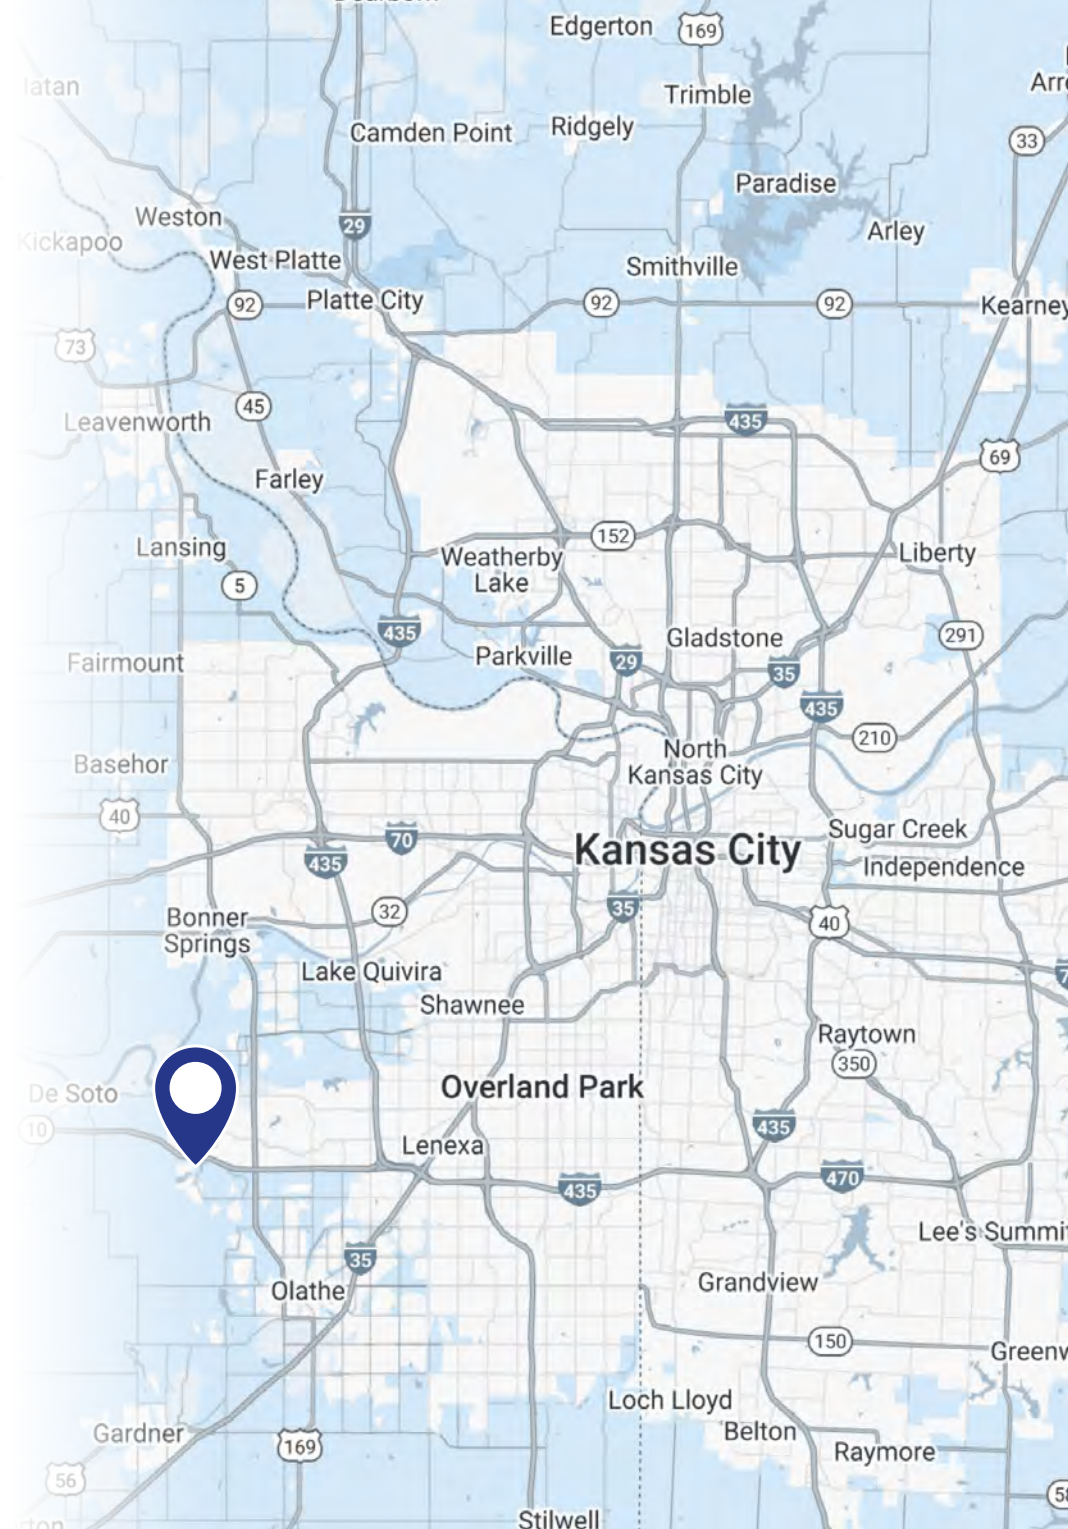 Edgerton
169
Trimble
Camden Point
Ridgely
33
Paradise
Weston
29
Arley
Kickapoo
West Platte
Smithville
92
Platte City
92
92
Kearney
73
45
435
Leavenworth
69
Farley
152
Lansing
Weatherby
Lake
Liberty
5
435
Gladstone
291
Fairmount
Parkville
29
35
435
210
North
Kansas City
Basehor
40
Sugar Creek
70
Kansas City
435
Independence
32
35
40
Bonner
Springs
Lake Quivira
Shawnee
Raytown
350
De Soto
Overland Park
10
435
Lenexa
435
470
Lee's Summit
35
Grandview
Olathe
150
Loch Lloyd
Belton
Gardner
169
Raymore
56
Stilwell